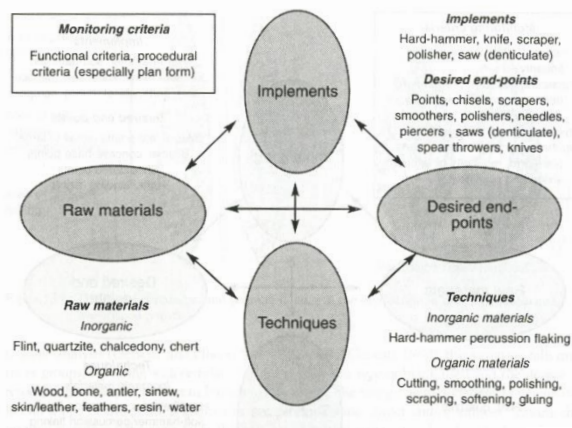 Monitoring criteria
Functional criteria, procedural
criteria (especially plan form)
Implements
Implements
Hard-hammer, knife, scraper,
polisher, saw (denticulate)
Desired end-points
Points, chisels, scrapers,
smoothers, polishers, needles,
piercers , saws (denticulate),
spear throwers, knives
Raw materials
Desired end-
points
Techniques
Raw materials
Inorganic
Flint, quartzite, chalcedony, chert
Organic
Wood, bone, antler, sinew,
skin/leather, feathers, resin, water
Techniques
Inorganic materials
Hard-hammer percussion flaking
Organic materials
Cutting, smoothing, polishing,
scraping, softening, gluing